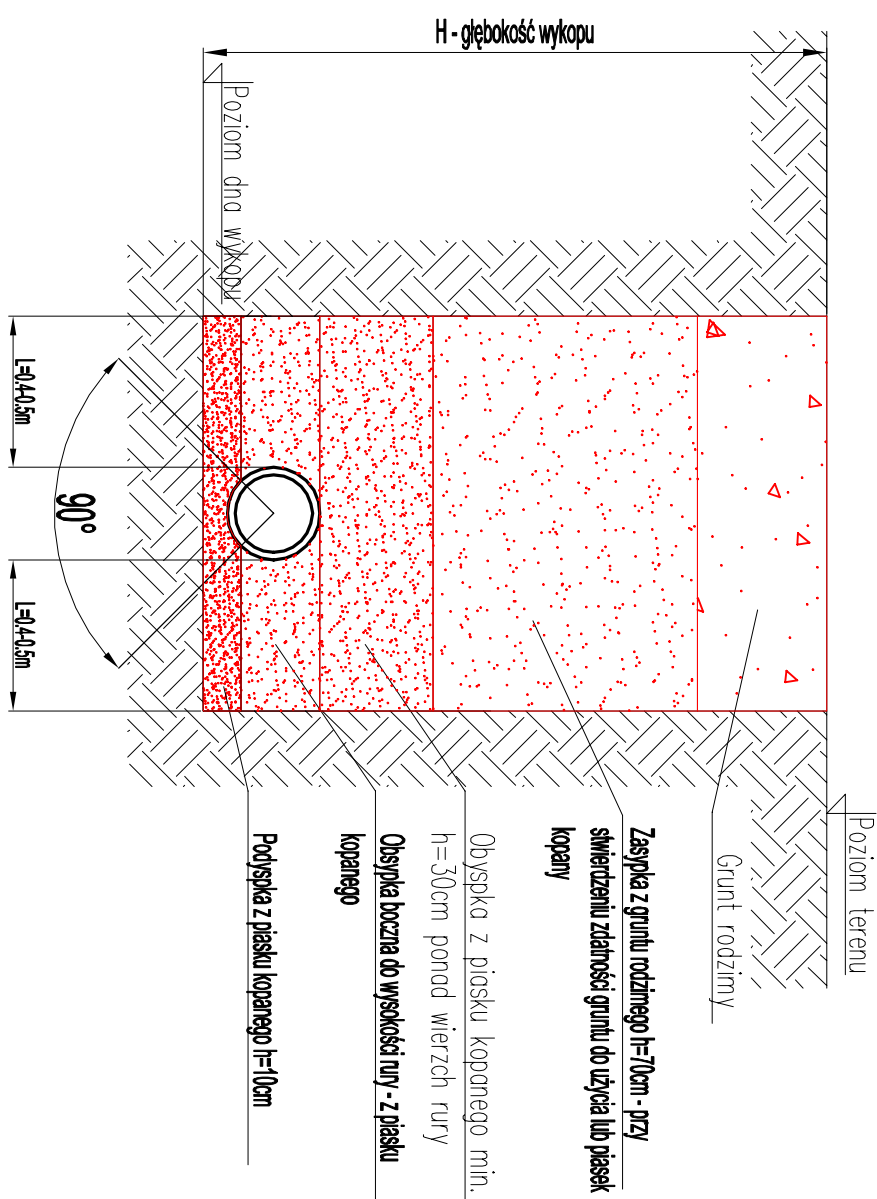 H - głębokość wykopu
Poziom terenu
Grunt rodzimy
Zasypka z gruntu rodzimego h=70cm - przy
stwierdzeniu zdatności gruntu do użycia lub piasek
kopany
Obyspka z piasku kopanego min.
h=30cm ponad wierzch rury
Obsypka boczna do wysokości rury - z piasku
kopanego
Podyspka z piasku kopanego h=10cm
Poziom dna wykopu
L=0.4-0.5m
90°
L=0.4-0.5m